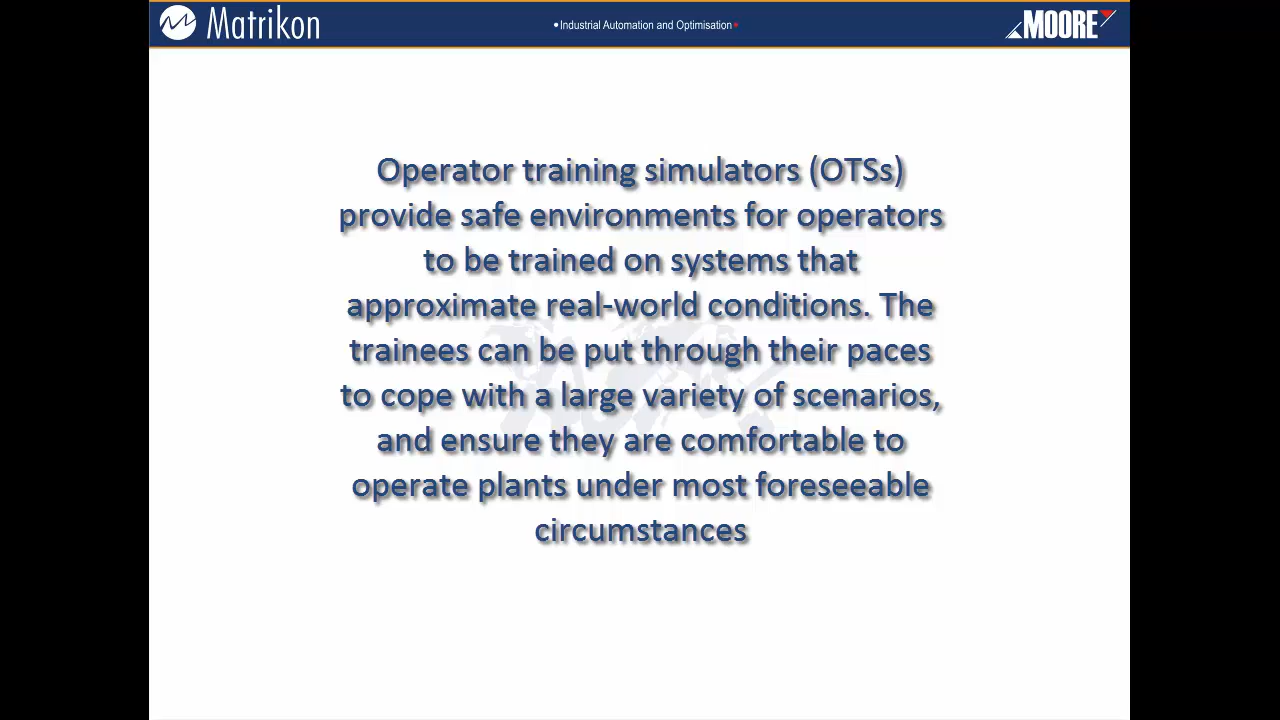 Matrikon
•Industrial Automation and Optimisation•
MOORE
Operator training simulators (OTSs)
provide safe environments for operators
to be trained on systems that
approximate real-world conditions. The
trainees can be put through their paces
to cope with a large variety of scenarios,
and ensure they are comfortable to
operate plants under most foreseeable
circumstances